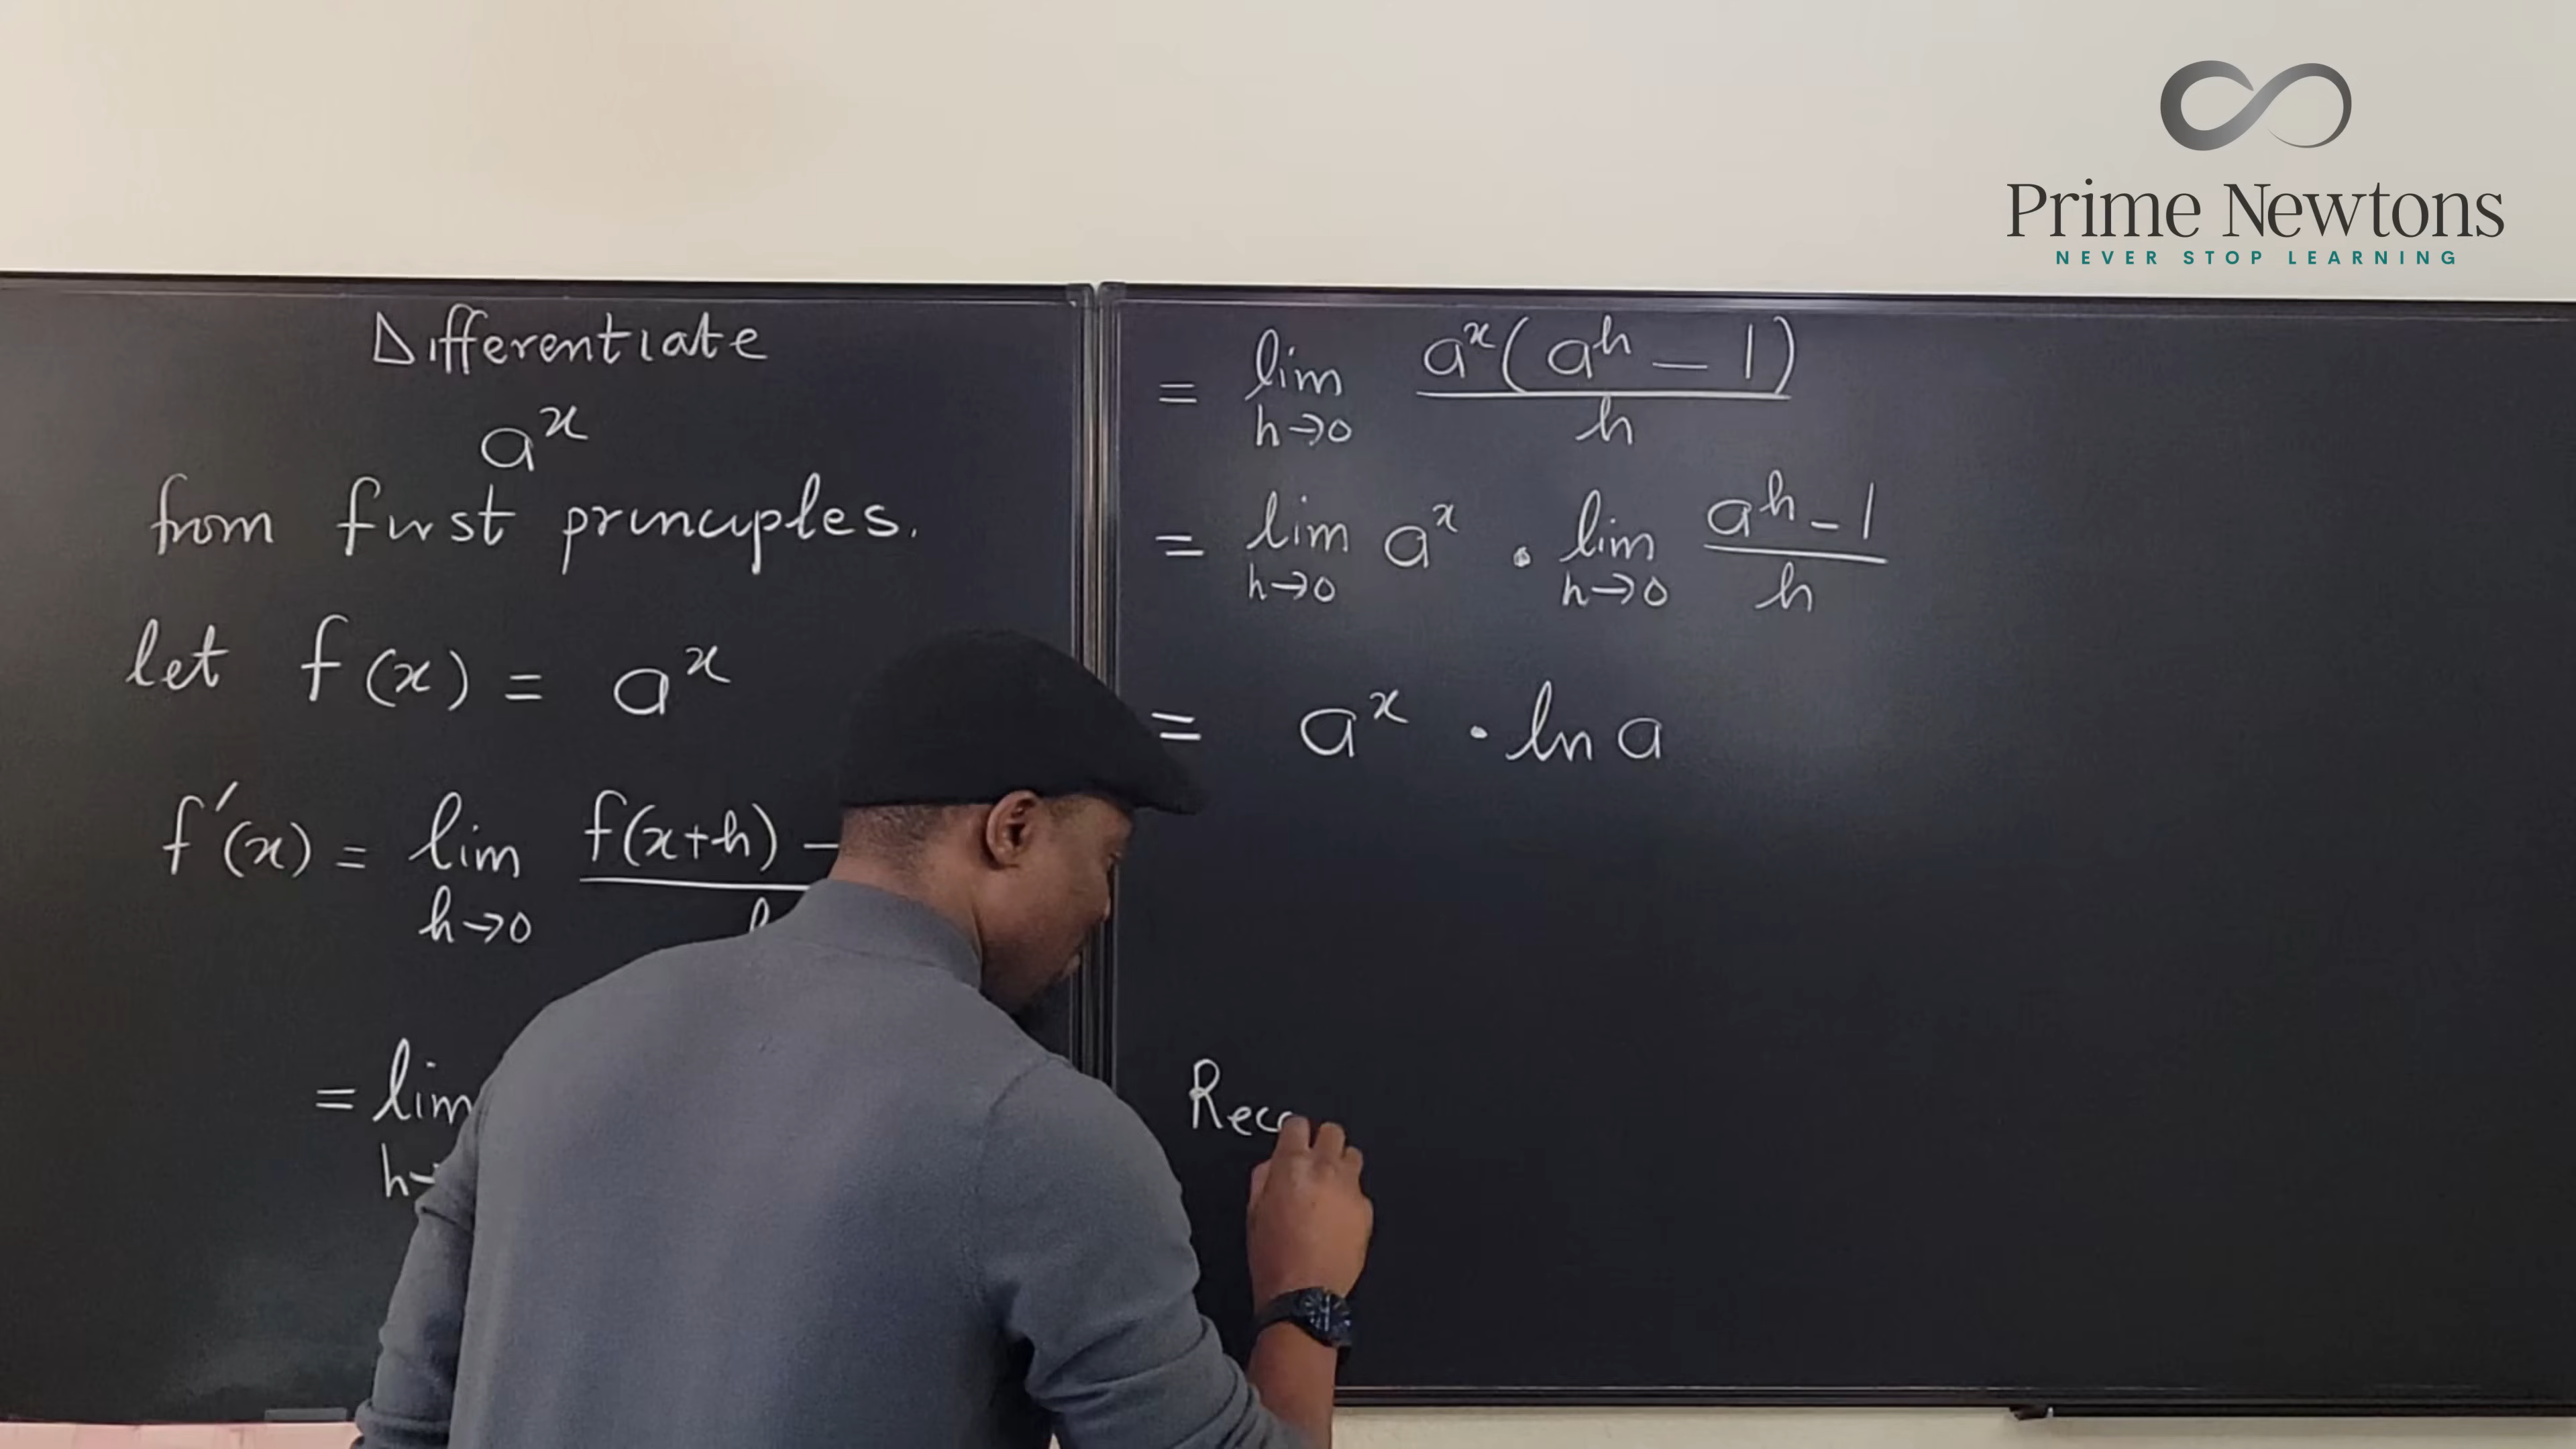 Prime Newtons
NEVER STOP LEARNING
Differentiate
a^x
from first principles.
let f(x) = a^x
f'(x) = lim h→0 f(x+h) −
= lim
= lim h→0 a^x(a^h − 1) / h
= lim h→0 a^x · lim h→0 (a^h − 1) / h
= a^x · ln a